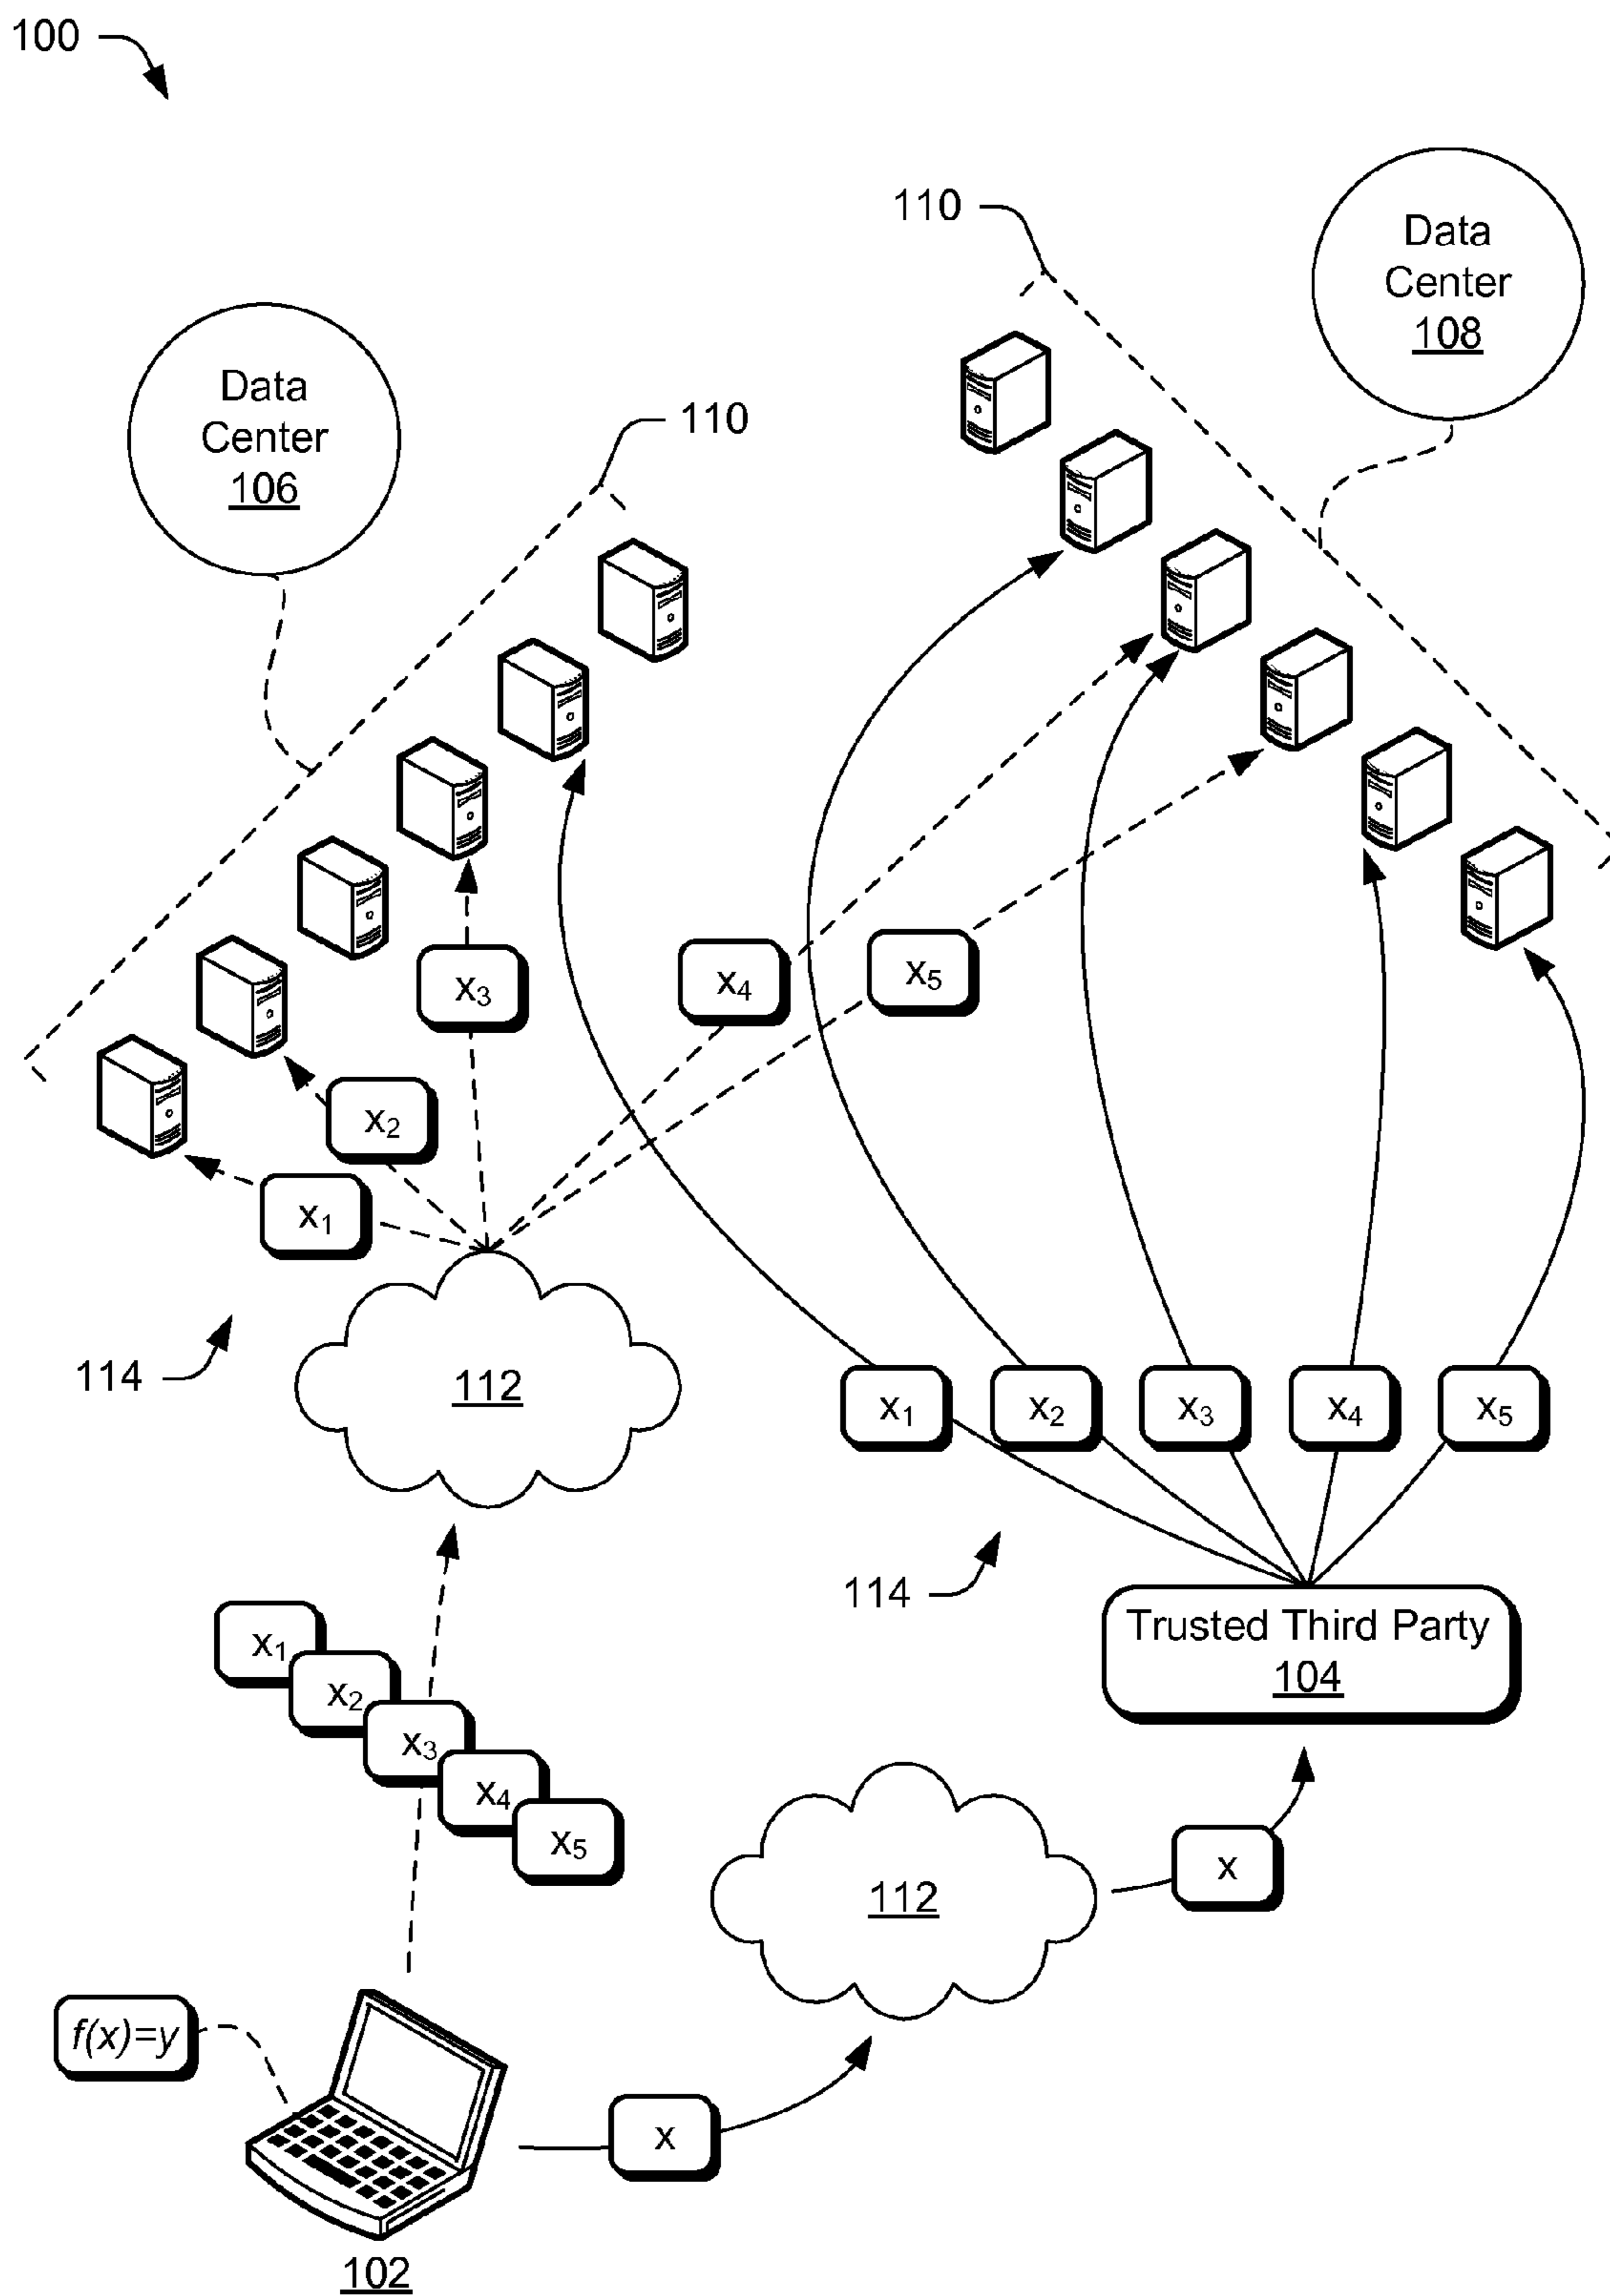 100
110
Data
Center
108
Data
Center
106
110
x₃
x₄
x₅
x₂
x₁
114
112
x₁
x₂
x₃
x₄
x₅
114
Trusted Third Party
104
x₁
x₂
x₃
x₄
x₅
112
x
f(x)=y
x
102